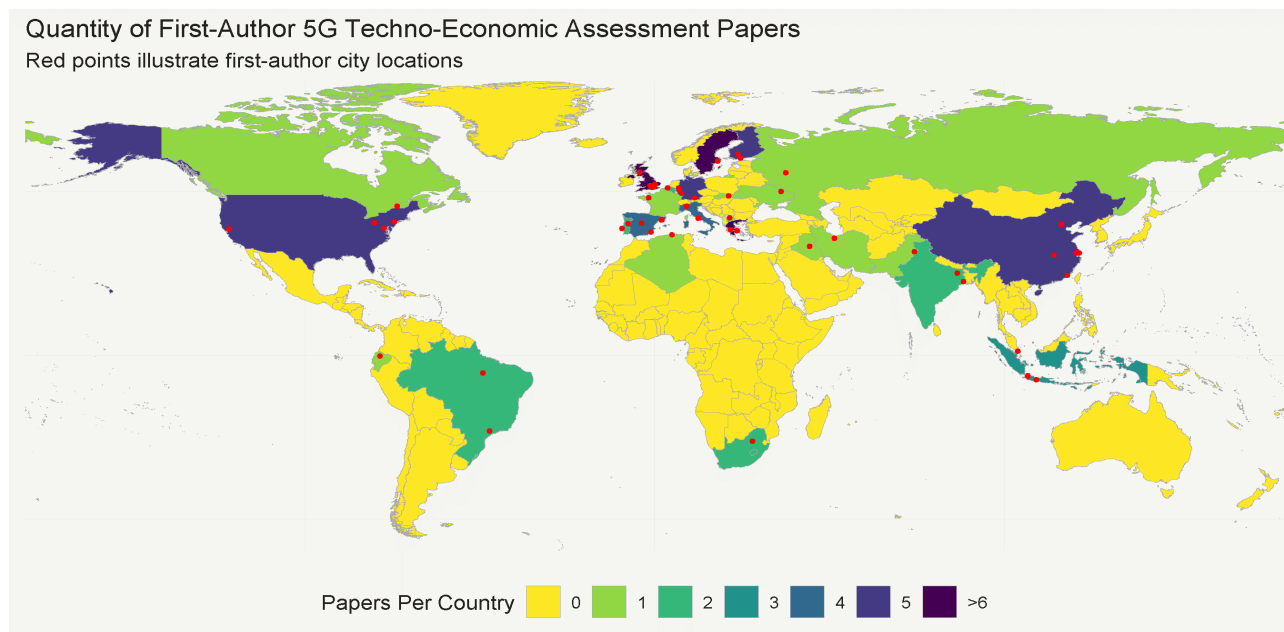 Quantity of First-Author 5G Techno-Economic Assessment Papers
Red points illustrate first-author city locations
Papers Per Country 0 1 2 3 4 5 >6